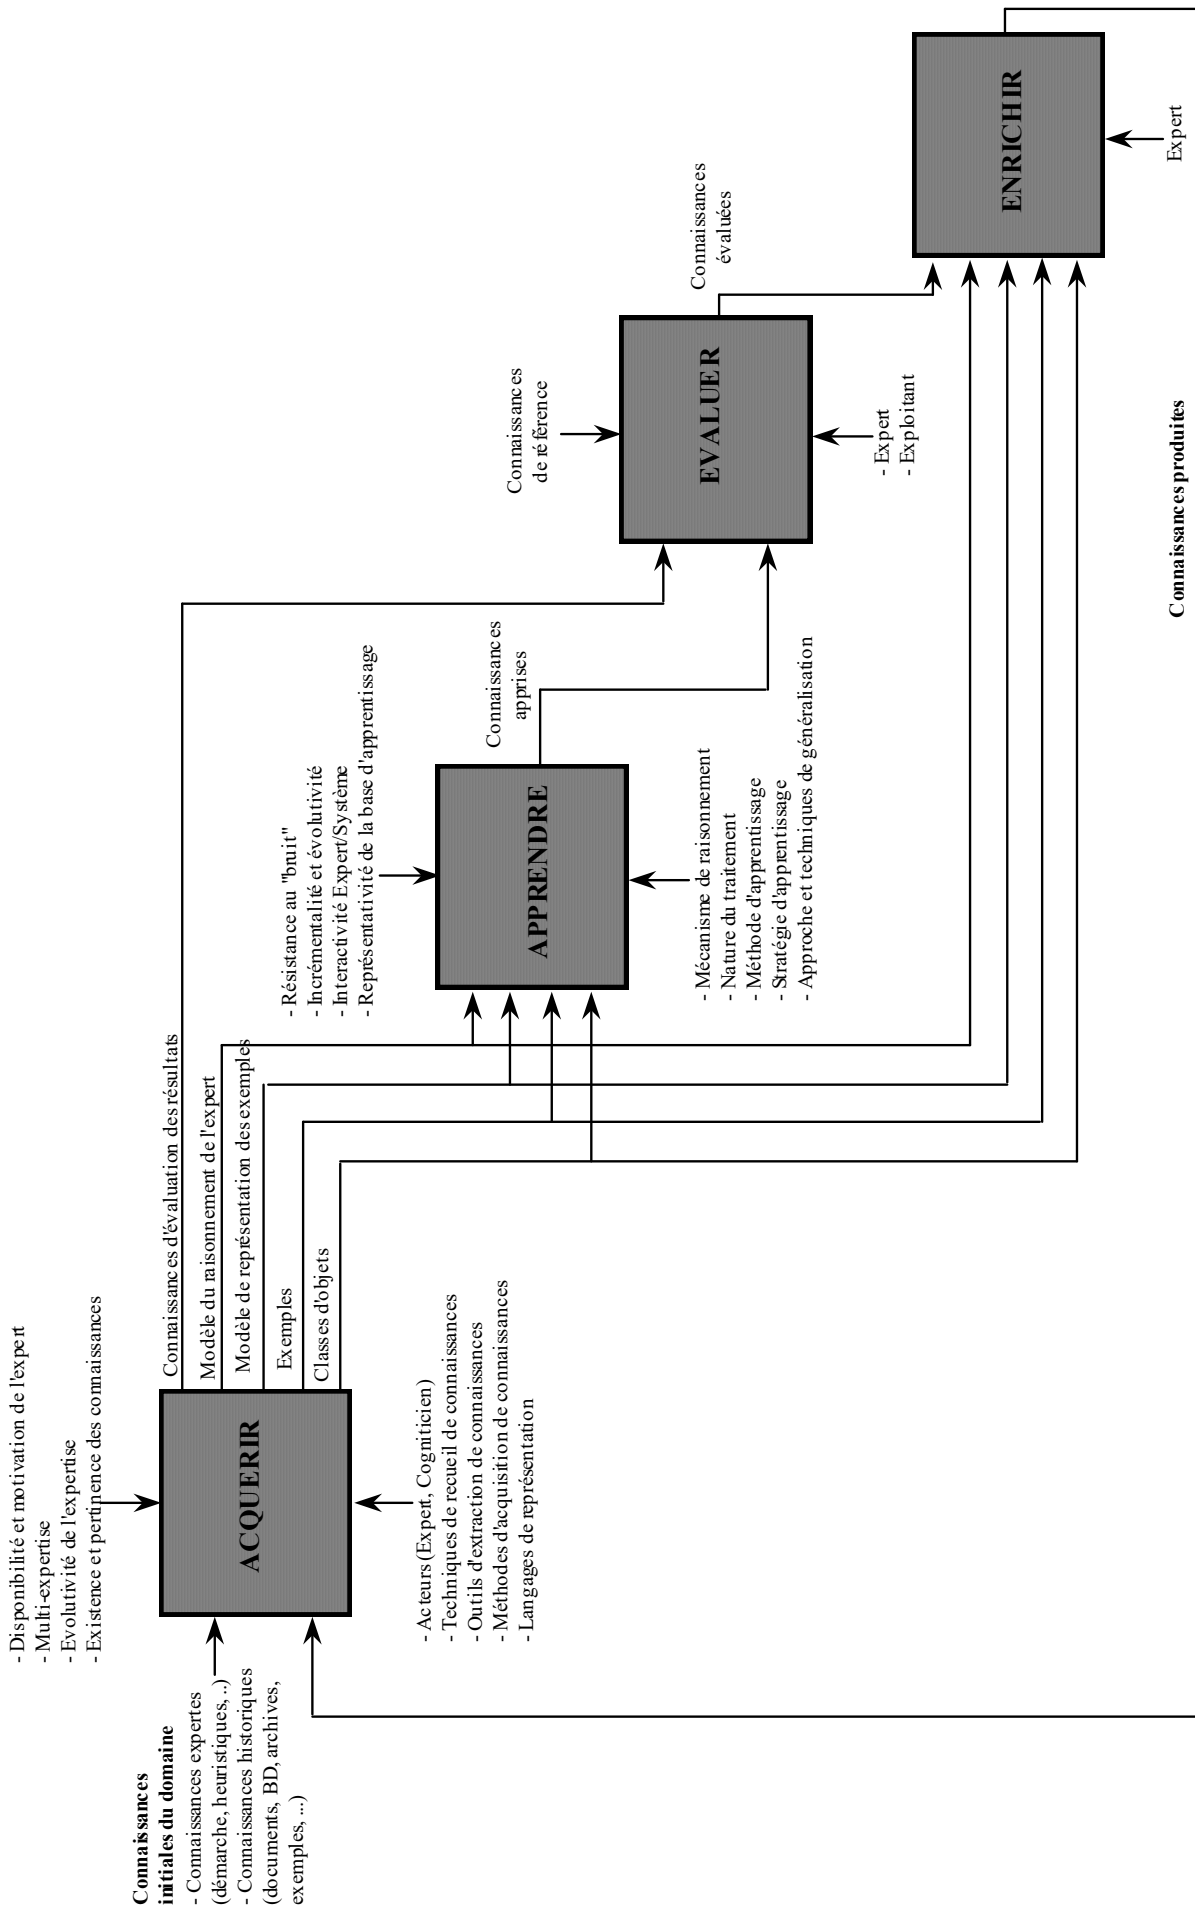 - Disponibilité et motivation de l'expert
- Multi-expertise
- Evolutivité de l'expertise
- Existence et pertinence des connaissances
Connaissances
initiales du domaine
- Connaissances expertes
(démarche, heuristiques, ..)
- Connaissances historiques
(documents, BD, archives,
exemples, ...)
ACQUERIR
- Acteurs (Expert, Cogniticien)
- Techniques de recueil de connaissances
- Outils d'extraction de connaissances
- Méthodes d'acquisition de connaissances
- Langages de représentation
Connaissances d'évaluation des résultats
Modèle du raisonnement de l'expert
Modèle de représentation des exemples
Exemples
Classes d'objets
- Résistance au "bruit"
- Incrémentalité et évolutivité
- Interactivité Expert/Système
- Représentativité de la base d'apprentissage
APPRENDRE
- Mécanisme de raisonnement
- Nature du traitement
- Méthode d'apprentissage
- Stratégie d'apprentissage
- Approche et techniques de généralisation
Connaissances
apprises
Connaissances
de référence
EVALUER
- Expert
- Exploitant
Connaissances
évaluées
ENRICHIR
Expert
Connaissances produites